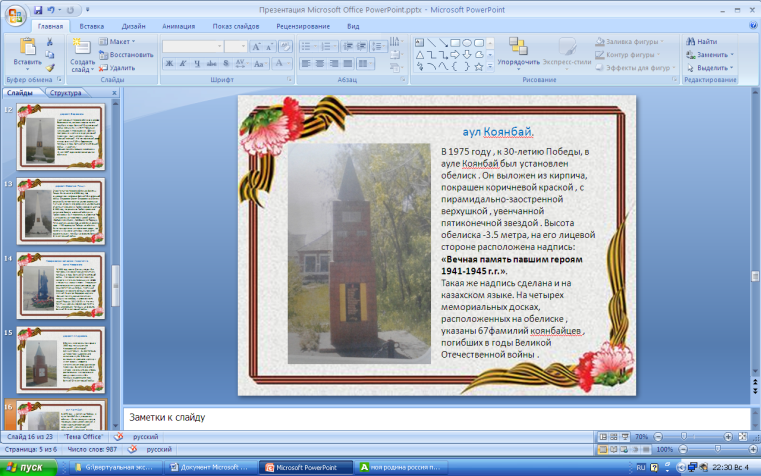 Презентация Microsoft Office PowerPoint.pptx - Microsoft PowerPoint
Главная Вставка Дизайн Анимация Показ слайдов Рецензирование Вид
Вставить
Создать слайд
Макет
Восстановить
Удалить
Упорядочить
Экспресс-стили
Заливка фигуры
Контур фигуры
Эффекты для фигур
Найти
Заменить
Выделить
Буфер обмена Слайды Шрифт Абзац Рисование Редактирование
Слайды Структура
12
13
14
15
16
аул Коянбай.
В 1975 году , к 30-летию Победы, в
ауле Коянбай был установлен
обелиск . Он выложен из кирпича,
покрашен коричневой краской , с
пирамидально-заостренной
верхушкой , увенчанной
пятиконечной звездой . Высота
обелиска -3.5 метра, на его лицевой
стороне расположена надпись:
«Вечная память павшим героям
1941-1945 г.г.».
Такая же надпись сделана и на
казахском языке. На четырех
мемориальных досках,
расположенных на обелиске ,
указаны 67фамилий коянбайцев ,
погибших в годы Великой
Отечественной войны .
Заметки к слайду
Слайд 16 из 23 "Тема Office" русский 70%
Страница: 5 из 6 Число слов: 987 русский 100%
пуск G:\виртуальная экс... Документ Microsoft ... Microsoft PowerPoint моя родина россия п... RU 22:30 Вс 4